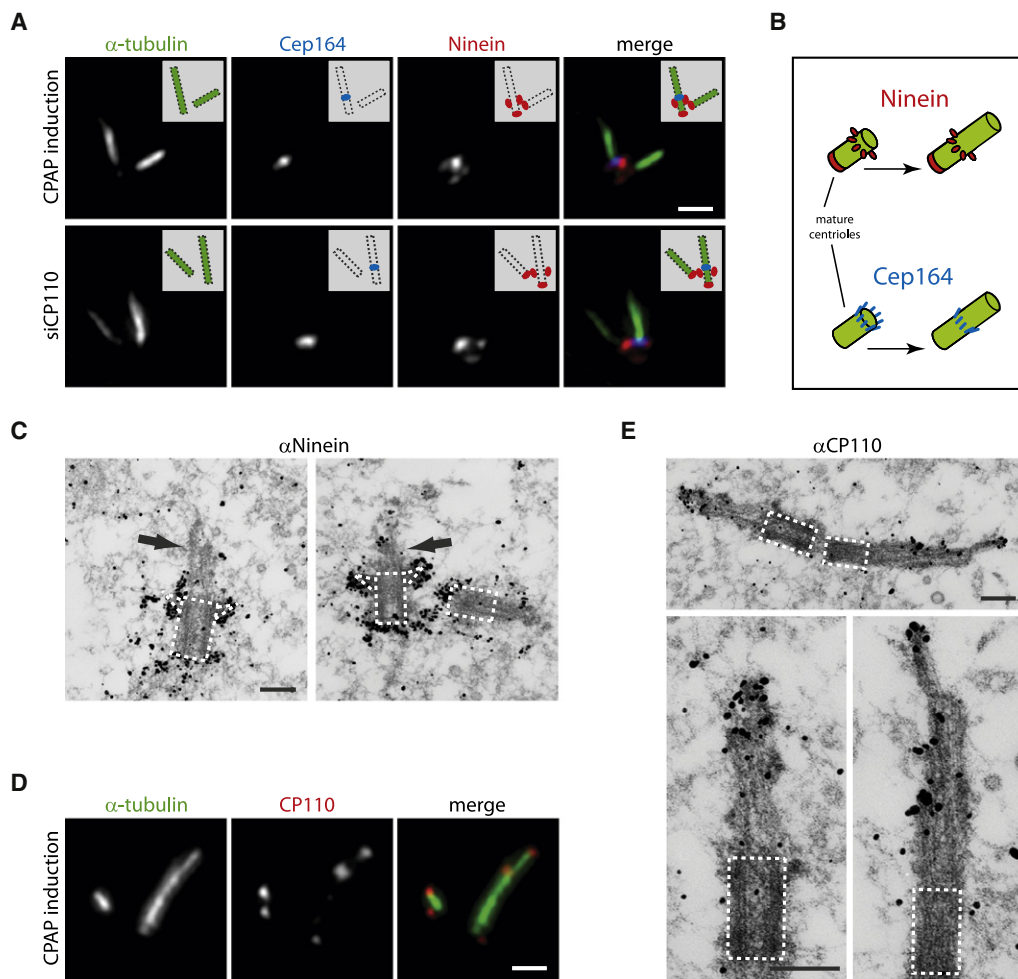 A
α-tubulin Cep164 Ninein merge
CPAP induction
siCP110
B
Ninein
mature
centrioles
Cep164
C
αNinein
D
α-tubulin CP110 merge
CPAP induction
E
αCP110